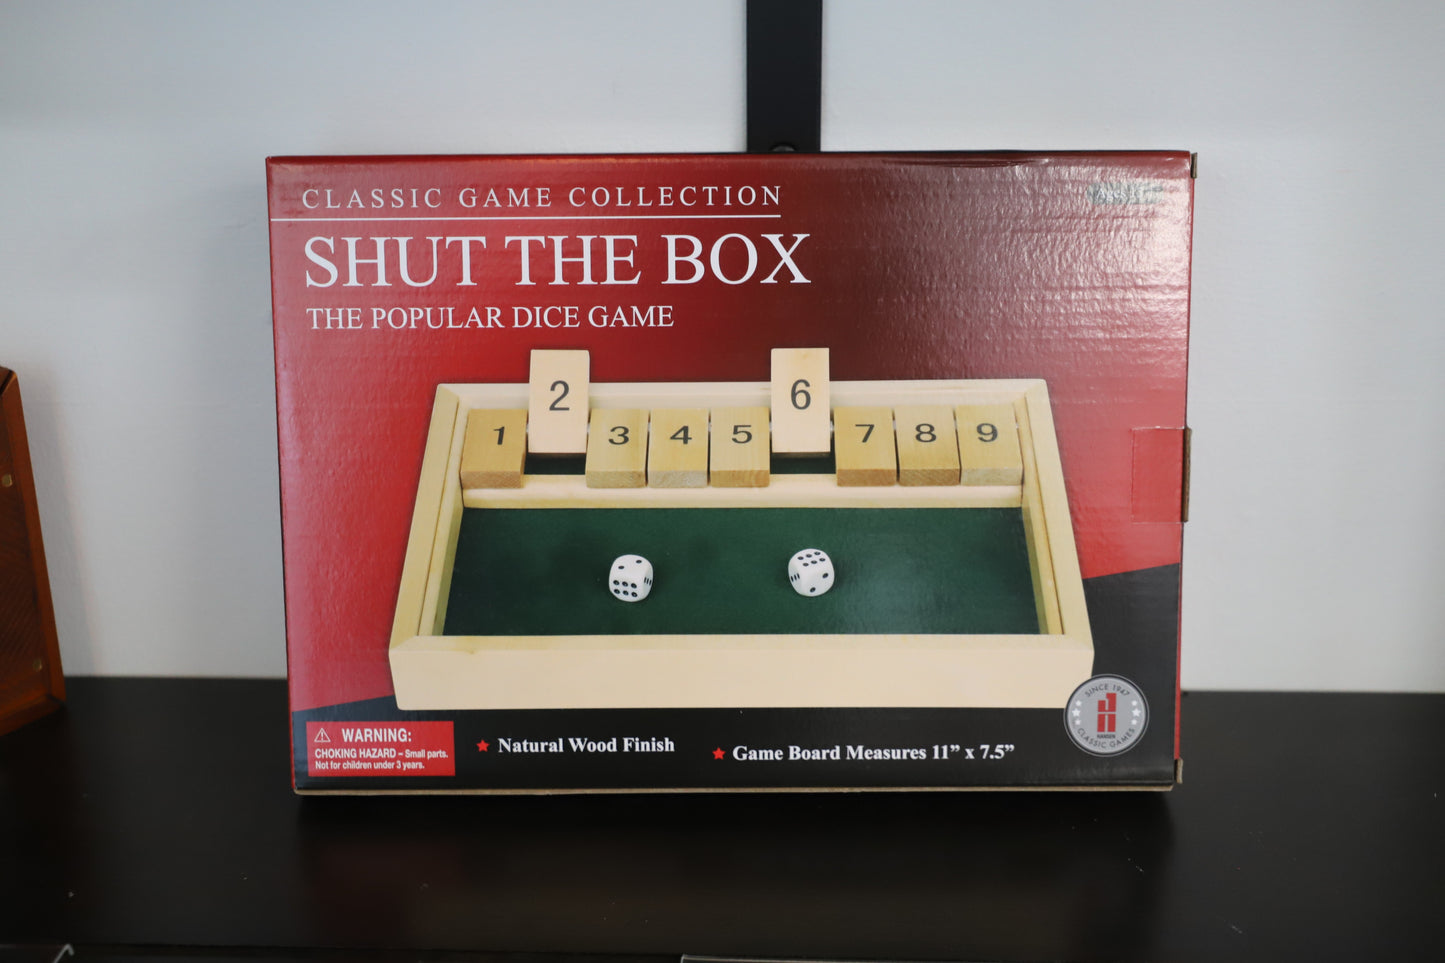 CLASSIC GAME COLLECTION
SHUT THE BOX
THE POPULAR DICE GAME
2
6
1
3
4
5
7
8
9
SINCE 1947
HANSEN
CLASSIC GAMES
WARNING:
CHOKING HAZARD – Small parts.
Not for children under 3 years.
Natural Wood Finish
Game Board Measures 11” x 7.5”